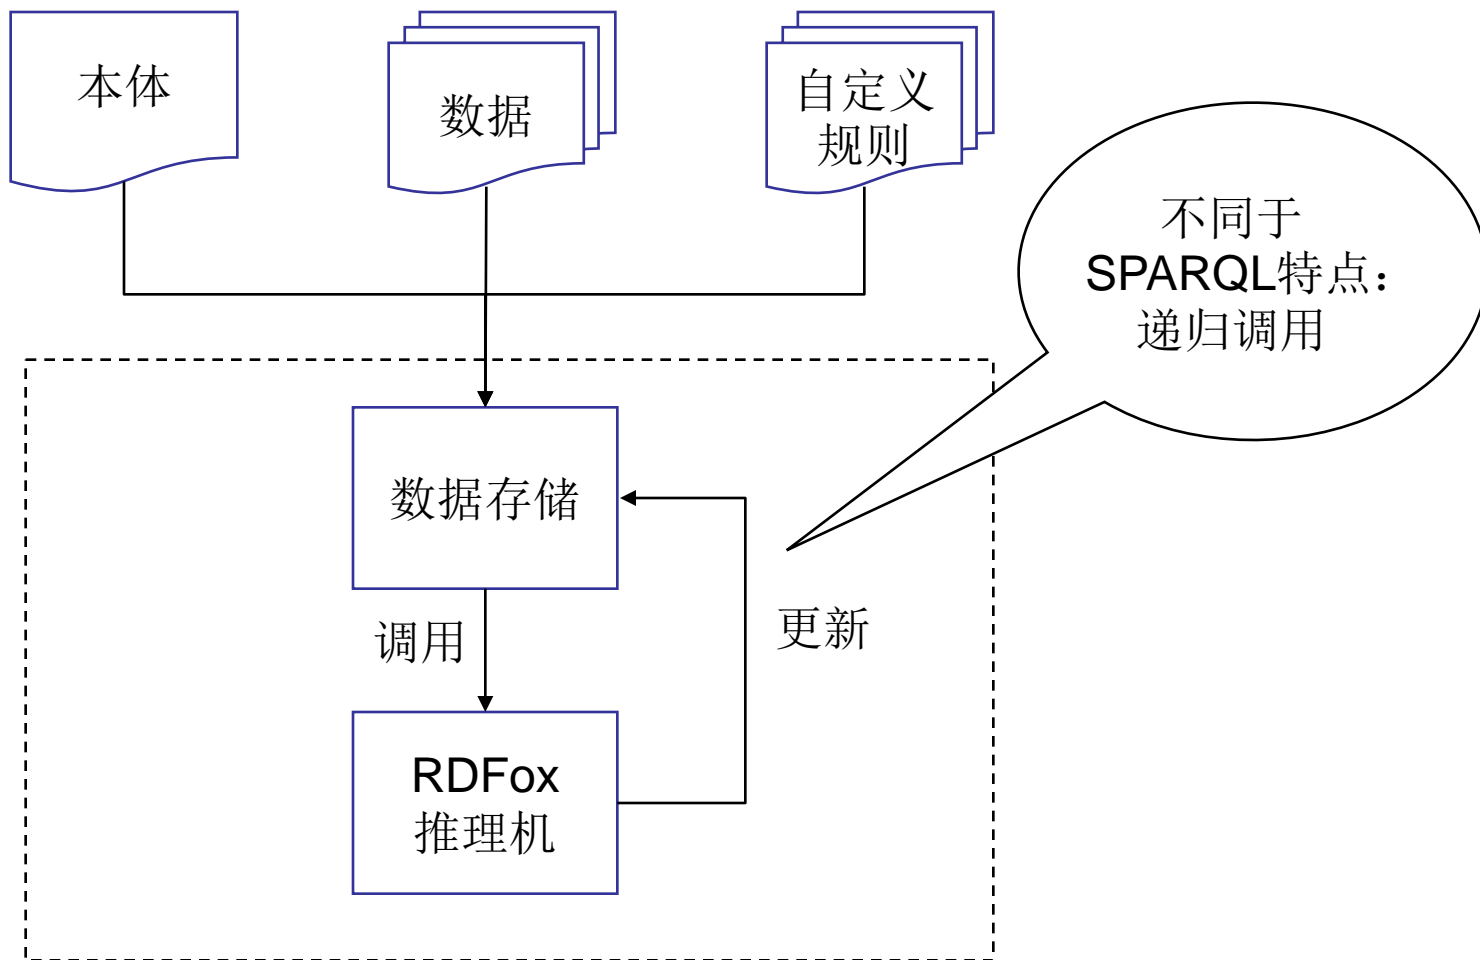 本体
数据
自定义
规则
不同于
SPARQL特点：
递归调用
数据存储
调用
更新
RDFox
推理机